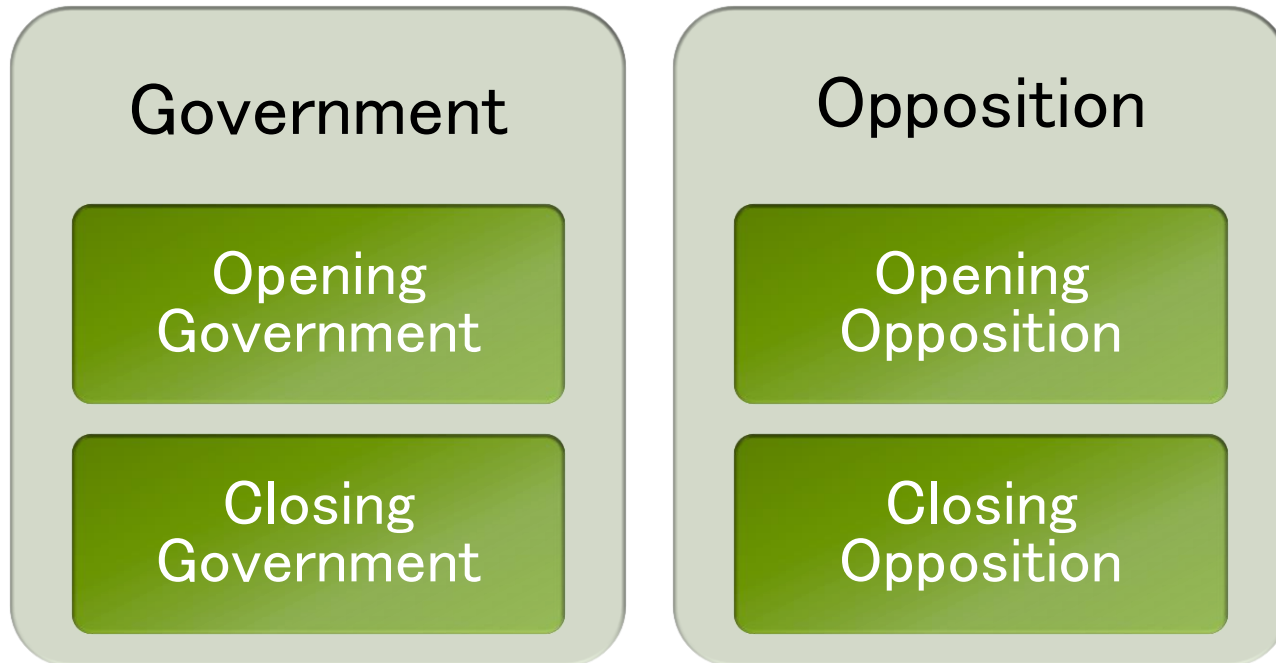 Government
Opening
Government
Closing
Government
Opposition
Opening
Opposition
Closing
Opposition